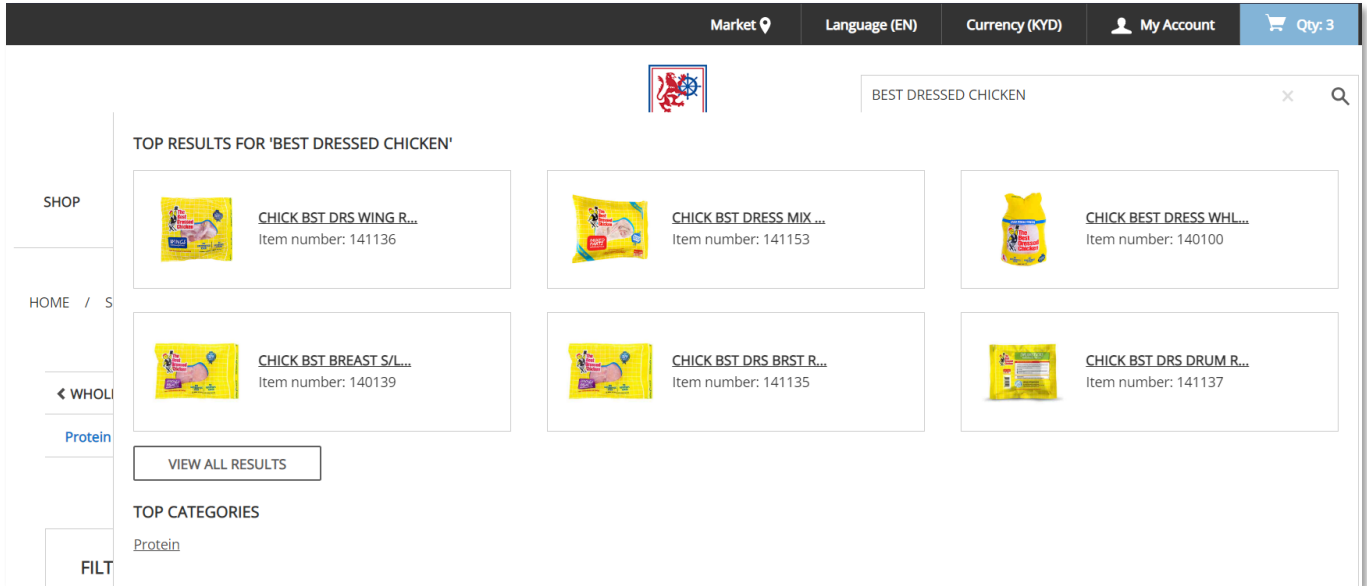 Market
Language (EN)
Currency (KYD)
My Account
Qty: 3
BEST DRESSED CHICKEN
TOP RESULTS FOR 'BEST DRESSED CHICKEN'
SHOP
CHICK BST DRS WING R...
Item number: 141136
CHICK BST DRESS MIX ...
Item number: 141153
CHICK BEST DRESS WHL...
Item number: 140100
HOME / S
CHICK BST BREAST S/L...
Item number: 140139
CHICK BST DRS BRST R...
Item number: 141135
CHICK BST DRS DRUM R...
Item number: 141137
< WHOL
Protein
VIEW ALL RESULTS
TOP CATEGORIES
Protein
FILT